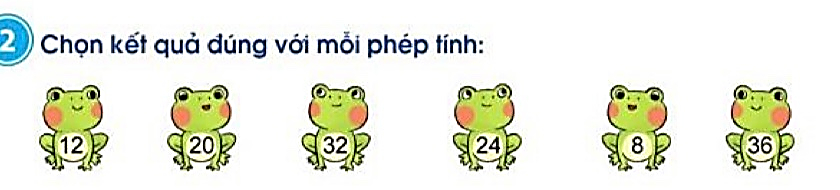 2 Chọn kết quả đúng với mỗi phép tính:
12 20 32 24 8 36